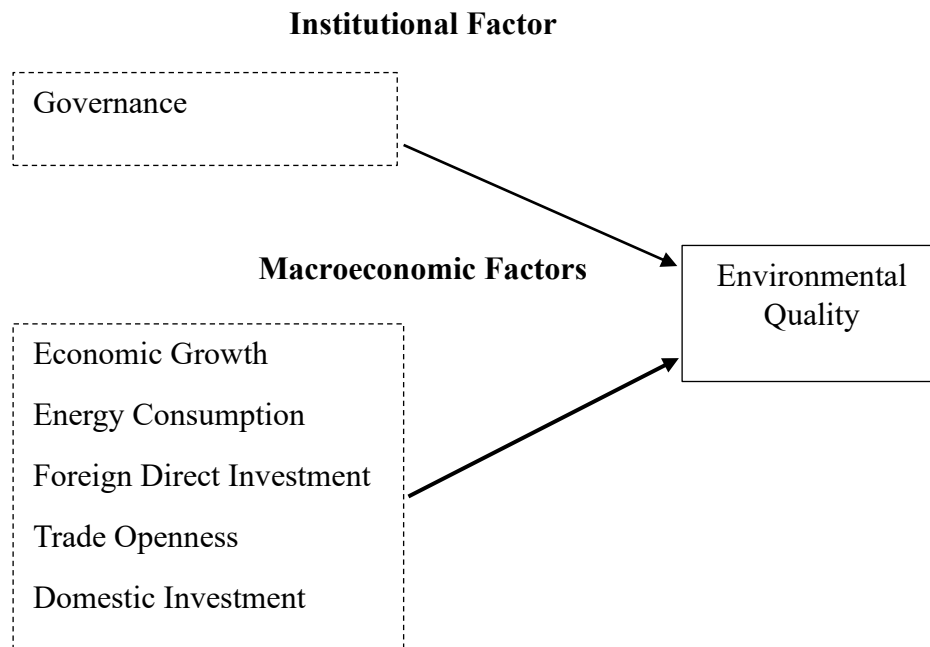 Institutional Factor
Governance
Macroeconomic Factors
Environmental
Quality
Economic Growth
Energy Consumption
Foreign Direct Investment
Trade Openness
Domestic Investment